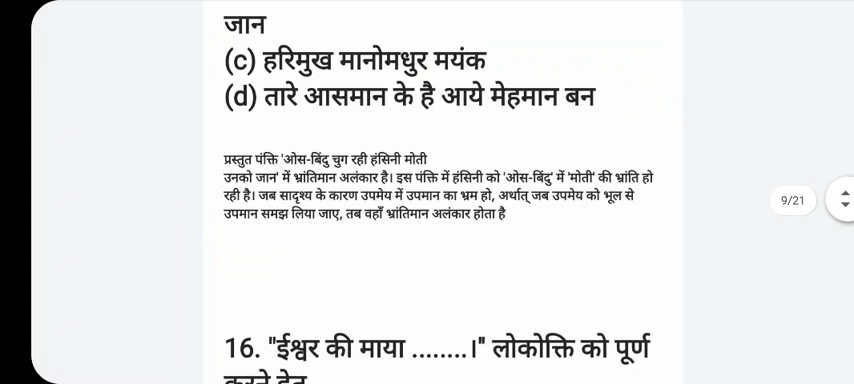 जान
(c) हरिमुख मानोमधुर मयंक
(d) तारे आसमान के है आये मेहमान बन
प्रस्तुत पंक्ति 'ओस-बिंदु चुग रही हंसिनी मोती
उनको जान' में भ्रांतिमान अलंकार है। इस पंक्ति में हंसिनी को 'ओस-बिंदु' में 'मोती' की भ्रांति हो
रही है। जब सादृश्य के कारण उपमेय में उपमान का भ्रम हो, अर्थात् जब उपमेय को भूल से
उपमान समझ लिया जाए, तब वहाँ भ्रांतिमान अलंकार होता है
9/21
16. "ईश्वर की माया ........।" लोकोक्ति को पूर्ण
करने हेतु